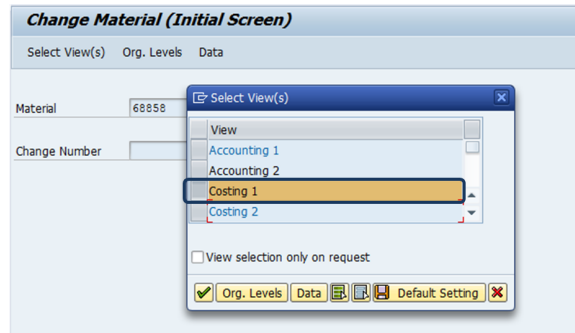 Change Material (Initial Screen)
Select View(s) Org. Levels Data
Select View(s)
Material 68858
View
Accounting 1
Change Number
Accounting 2
Costing 1
Costing 2
View selection only on request
Org. Levels Data Default Setting